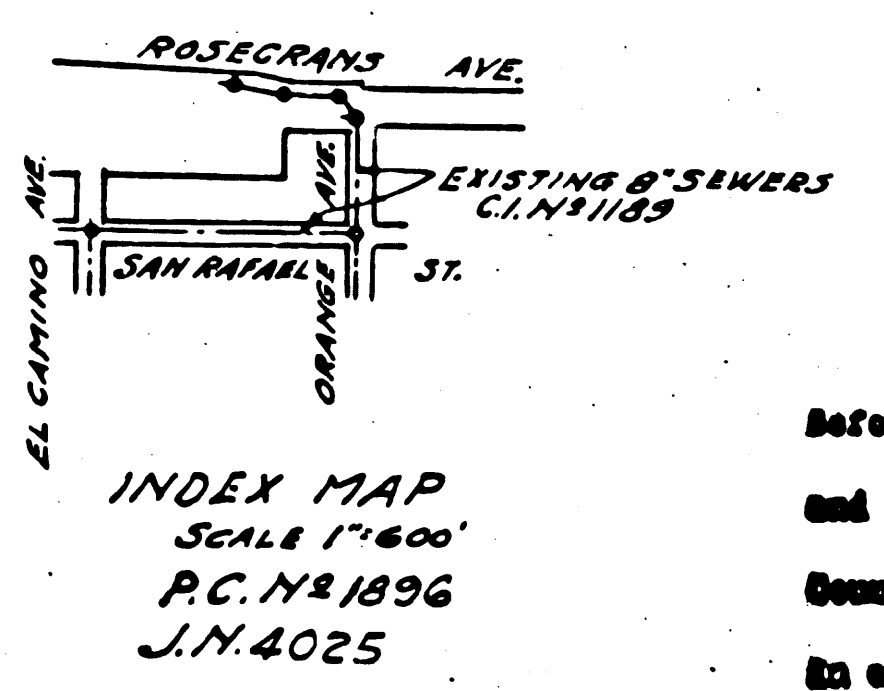 ROSECRANS AVE.
EL CAMINO AVE.
ORANGE AVE.
EXISTING 8" SEWERS
C.I. Nº 1189
SAN RAFAEL ST.
INDEX MAP
SCALE 1"=600'
P.C. Nº 1896
J.N. 4025
and